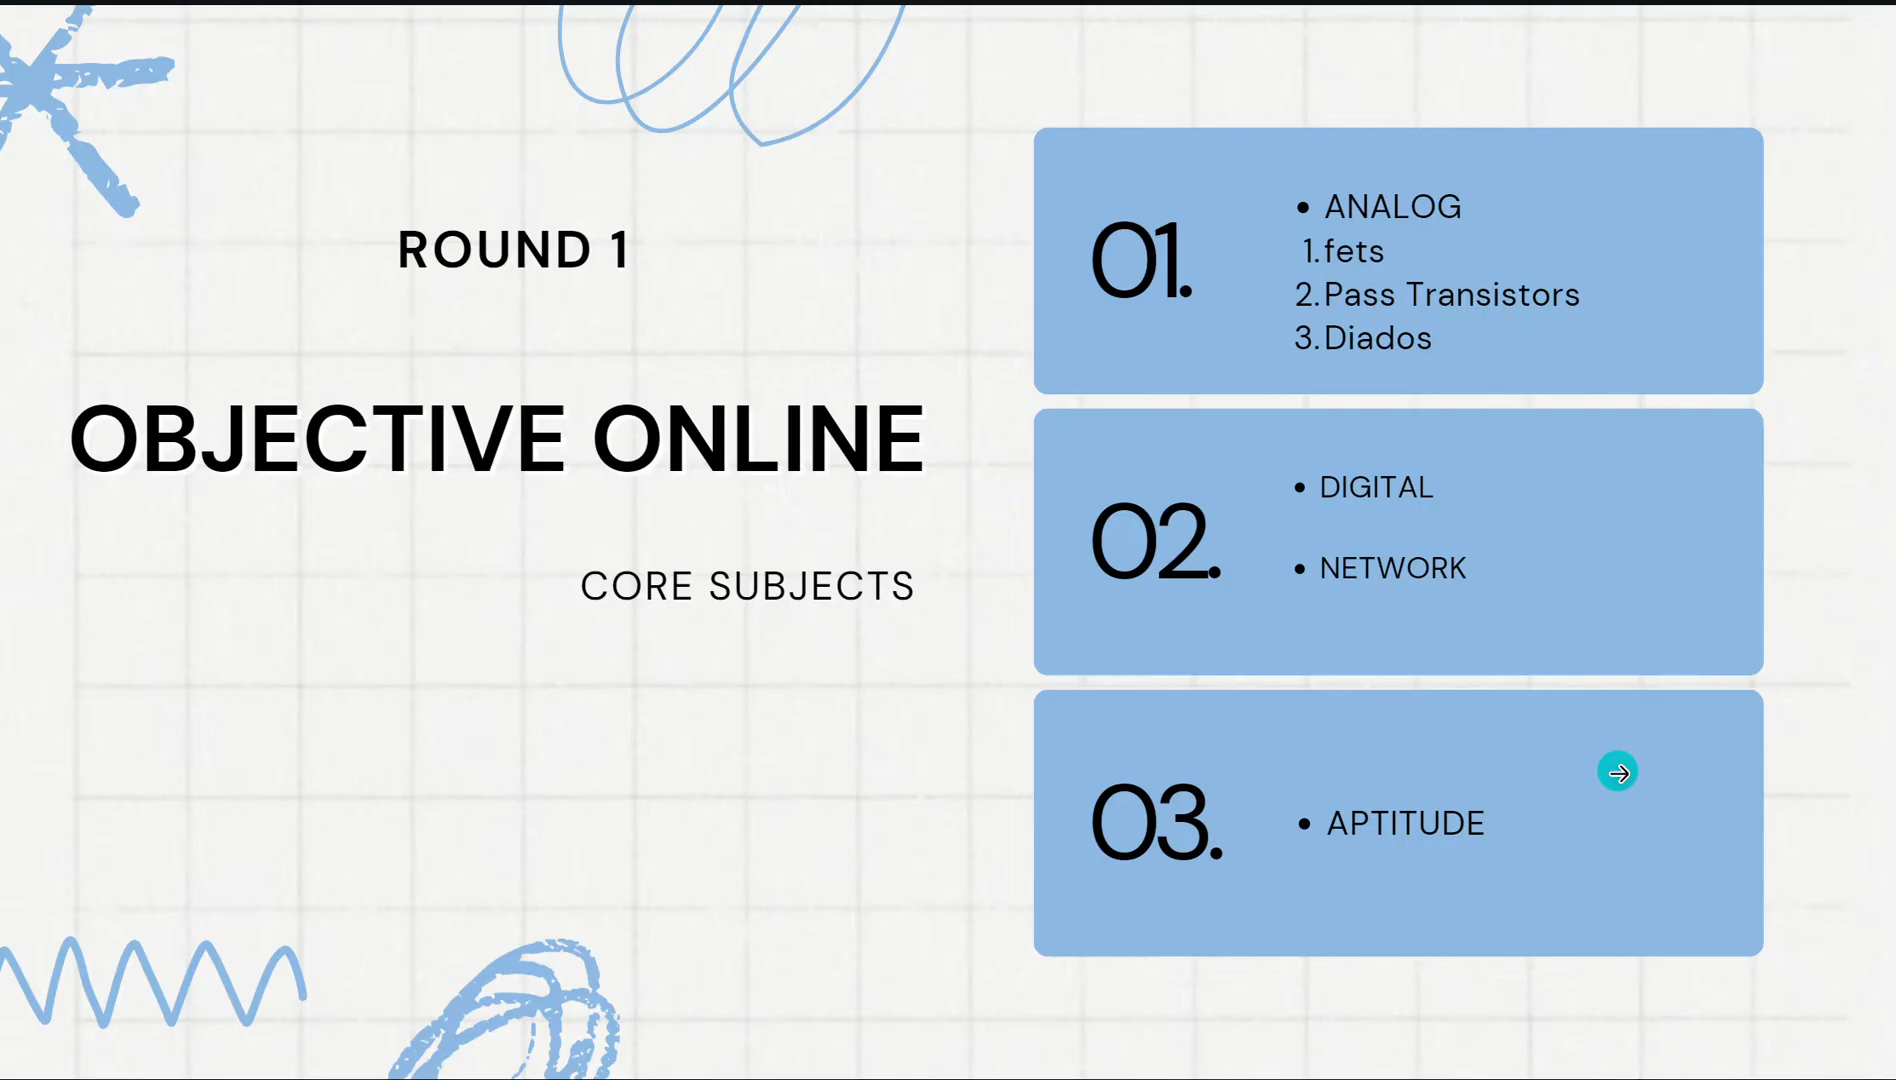 ROUND 1
OBJECTIVE ONLINE
CORE SUBJECTS
01.
• ANALOG
1. fets
2. Pass Transistors
3. Diados
02.
• DIGITAL
• NETWORK
03.
• APTITUDE